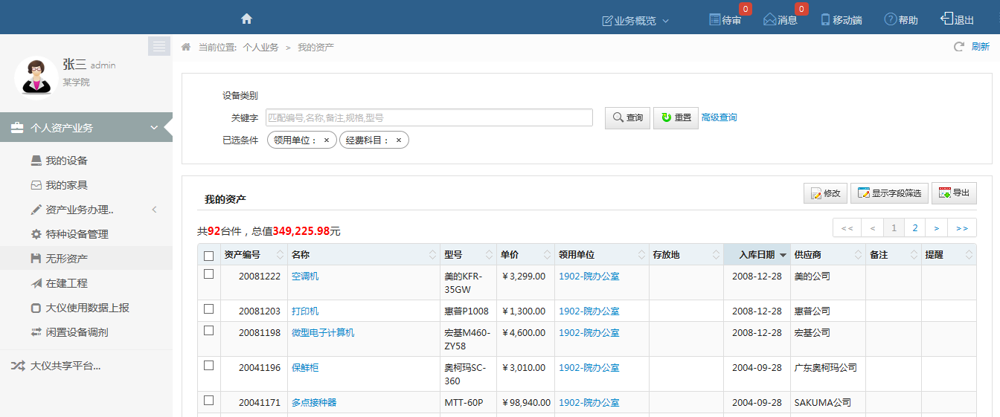 业务概览 待审 0 消息 0 移动端 帮助 退出
张三 admin
某学院
个人资产业务
我的设备
我的家具
资产业务办理..
特种设备管理
无形资产
在建工程
大仪使用数据上报
闲置设备调剂
大仪共享平台...
当前位置: 个人业务 > 我的资产 刷新
设备类别
关键字 匹配编号,名称,备注,规格,型号 查询 重置 高级查询
已选条件 领用单位： × 经费科目： ×
我的资产 修改 显示字段筛选 导出
共92台件，总值349,225.98元 << < 1 2 > >>
资产编号 名称 型号 单价 领用单位 存放地 入库日期 供应商 备注 提醒
20081222 空调机 美的KFR-35GW ￥3,299.00 1902-院办公室 2008-12-28 美的公司
20081203 打印机 惠普P1008 ￥1,300.00 1902-院办公室 2008-12-28 惠普公司
20081198 微型电子计算机 宏基M460-ZY58 ￥4,600.00 1902-院办公室 2008-12-28 宏基公司
20041196 保鲜柜 奥柯玛SC-360 ￥3,010.00 1902-院办公室 2004-09-28 广东奥柯玛公司
20041171 多点接种器 MTT-60P ￥98,940.00 1902-院办公室 2004-09-28 SAKUMA公司